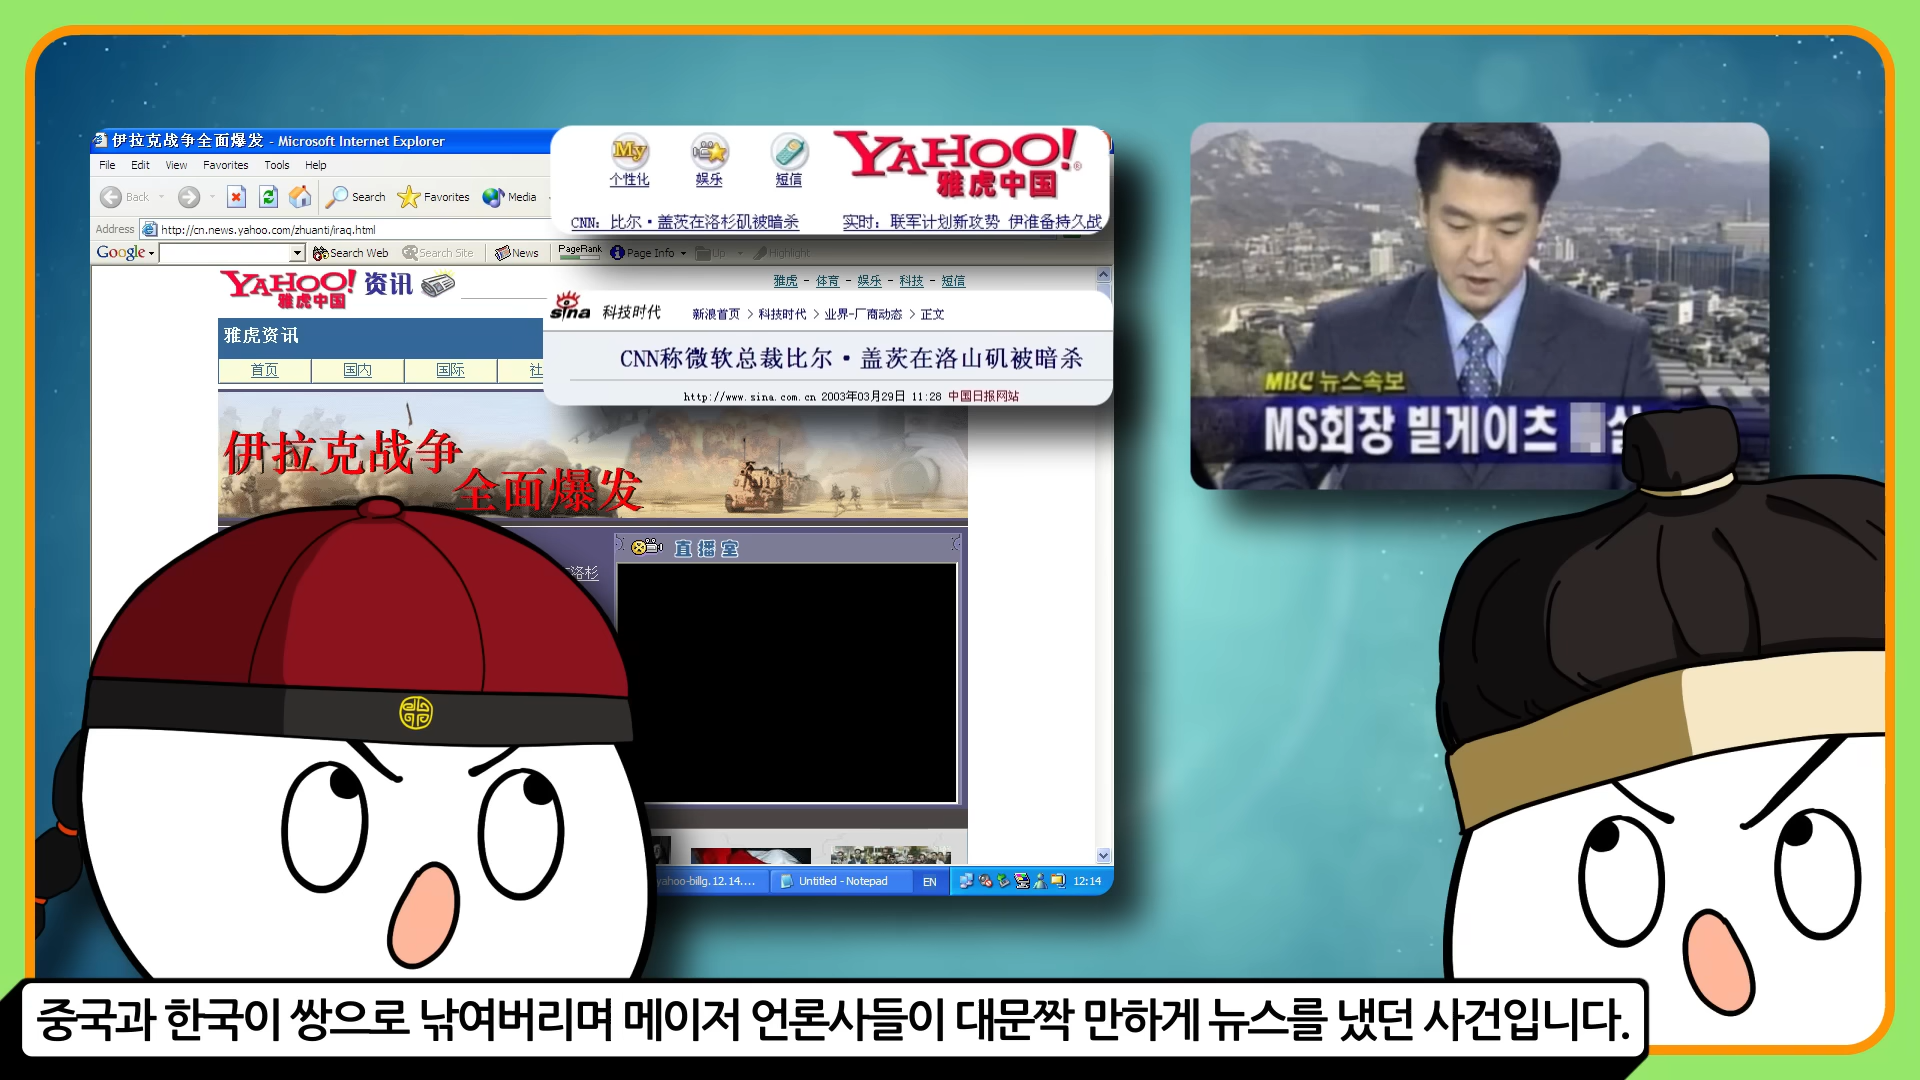 伊拉克战争全面爆发 - Microsoft Internet Explorer
File Edit View Favorites Tools Help
Back Search Favorites Media
Address http://cn.news.yahoo.com/zhuanti/iraq.html
Google Search Web Search Site News PageRank Page Info Up Highlight
My
个性化 娱乐 短信
YAHOO!
雅虎中国
CNN: 比尔·盖茨在洛杉矶被暗杀 实时: 联军计划新攻势 伊准备持久战
YAHOO! 资讯
雅虎中国
雅虎 - 体育 - 娱乐 - 科技 - 短信
雅虎资讯
首页 国内 国际 社
sina 科技时代 新浪首页 > 科技时代 > 业界-厂商动态 > 正文
CNN称微软总裁比尔·盖茨在洛山矶被暗杀
http://www.sina.com.cn 2003年03月29日 11:28 中国日报网站
伊拉克战争
全面爆发
直播室
洛杉
yahoo-billg.12.14.... Untitled - Notepad EN 12:14
MBC 뉴스속보
MS회장 빌게이츠
중국과 한국이 쌍으로 낚여버리며 메이저 언론사들이 대문짝 만하게 뉴스를 냈던 사건입니다.